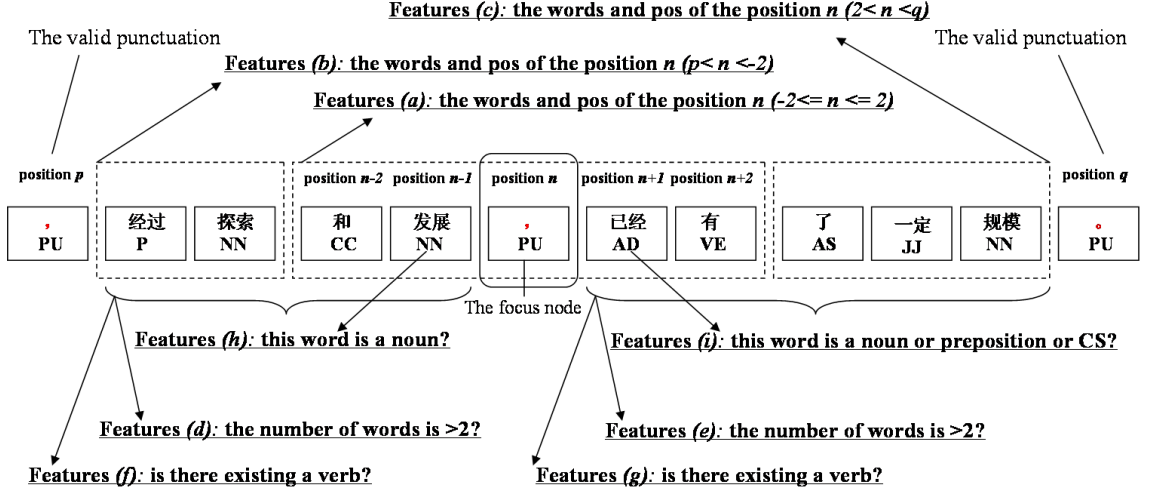 Features (c): the words and pos of the position n (2< n <q)
The valid punctuation
The valid punctuation
Features (b): the words and pos of the position n (p< n <-2)
Features (a): the words and pos of the position n (-2<= n <= 2)
position p
position n-2 position n-1 position n position n+1 position n+2
position q
， 经过 探索 和 发展 ， 已经 有 了 一定 规模 。
PU P NN CC NN PU AD VE AS JJ NN PU
The focus node
Features (h): this word is a noun?
Features (i): this word is a noun or preposition or CS?
Features (d): the number of words is >2?
Features (e): the number of words is >2?
Features (f): is there existing a verb?
Features (g): is there existing a verb?